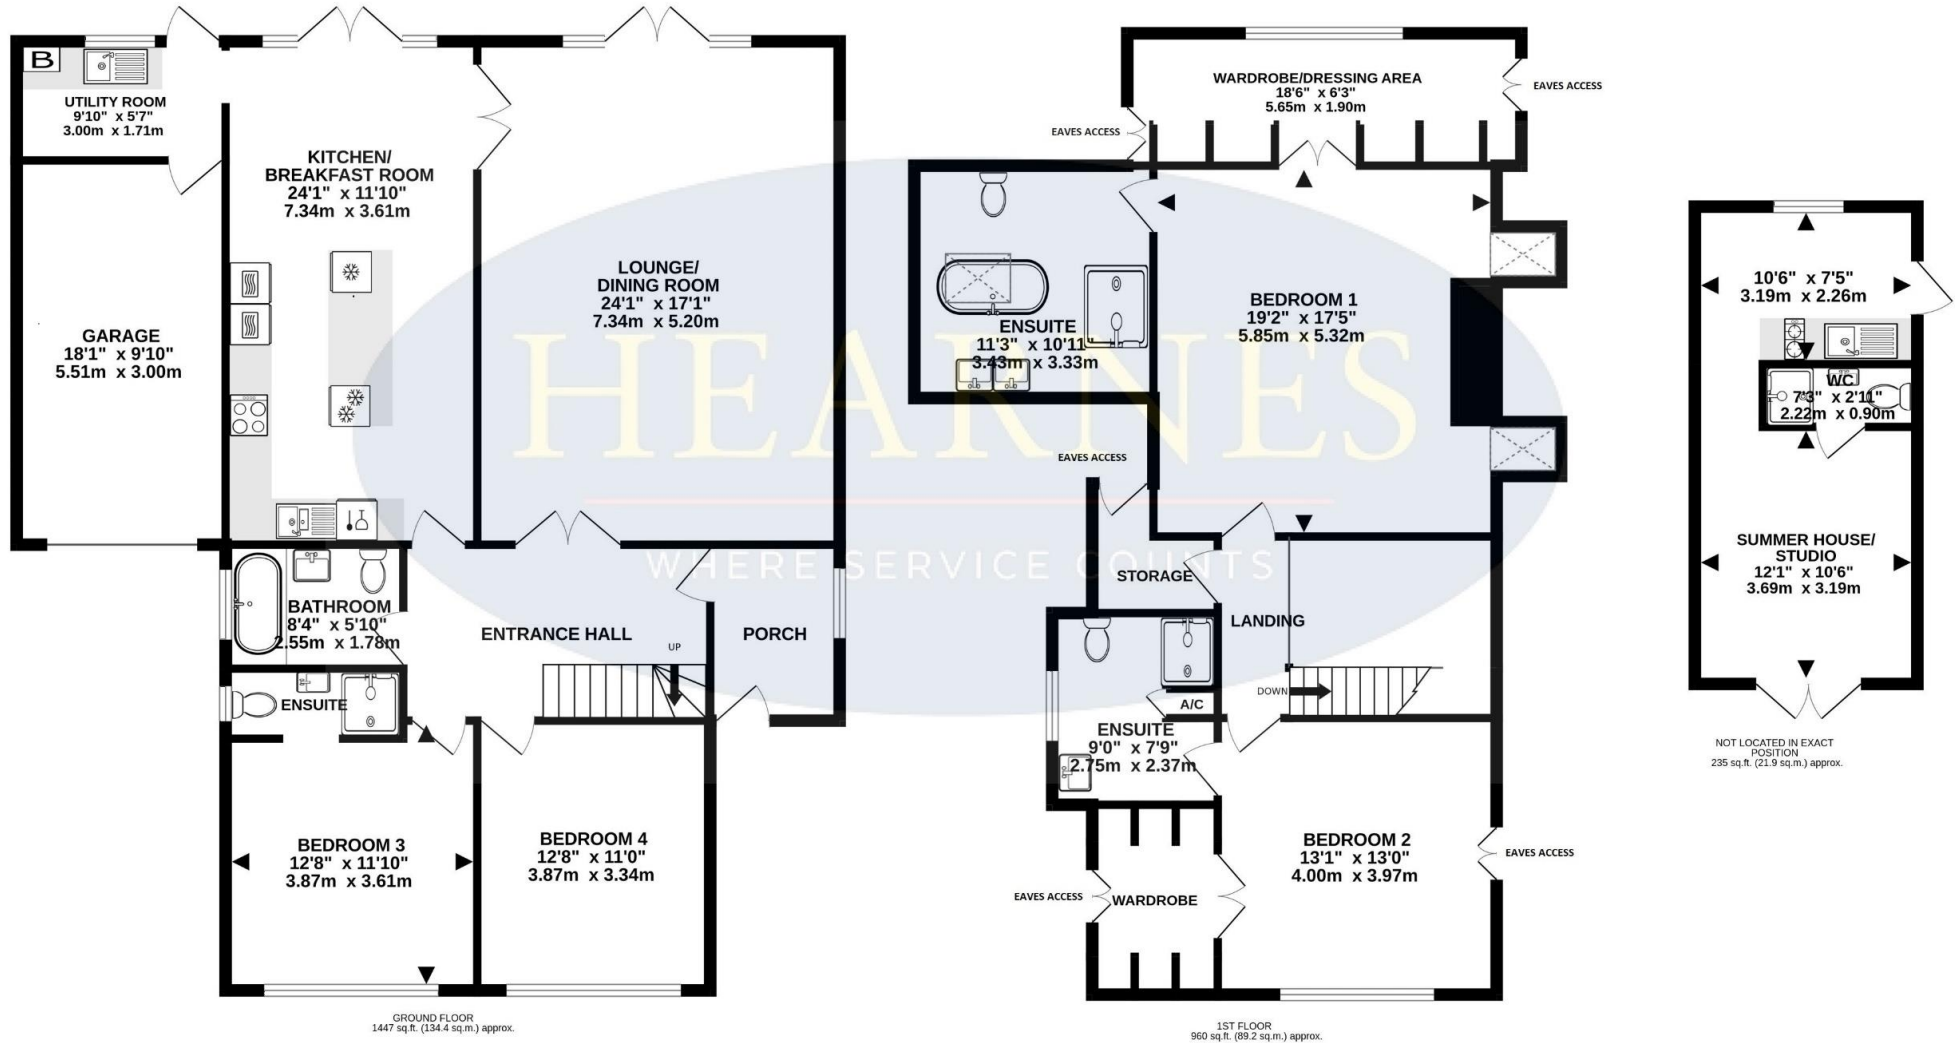 B
UTILITY ROOM
9'10" x 5'7"
3.00m x 1.71m
KITCHEN/
BREAKFAST ROOM
24'1" x 11'10"
7.34m x 3.61m
LOUNGE/
DINING ROOM
24'1" x 17'1"
7.34m x 5.20m
GARAGE
18'1" x 9'10"
5.51m x 3.00m
BATHROOM
8'4" x 5'10"
2.55m x 1.78m
ENTRANCE HALL
UP
PORCH
ENSUITE
BEDROOM 3
12'8" x 11'10"
3.87m x 3.61m
BEDROOM 4
12'8" x 11'0"
3.87m x 3.34m
GROUND FLOOR
1447 sq.ft. (134.4 sq.m.) approx.
WARDROBE/DRESSING AREA
18'6" x 6'3"
5.65m x 1.90m
EAVES ACCESS
EAVES ACCESS
ENSUITE
11'3" x 10'11"
3.43m x 3.33m
BEDROOM 1
19'2" x 17'5"
5.85m x 5.32m
EAVES ACCESS
STORAGE
LANDING
DOWN
A/C
ENSUITE
9'0" x 7'9"
2.75m x 2.37m
BEDROOM 2
13'1" x 13'0"
4.00m x 3.97m
EAVES ACCESS
EAVES ACCESS
WARDROBE
1ST FLOOR
960 sq.ft. (89.2 sq.m.) approx.
10'6" x 7'5"
3.19m x 2.26m
WC
7'3" x 2'11"
2.22m x 0.90m
SUMMER HOUSE/
STUDIO
12'1" x 10'6"
3.69m x 3.19m
NOT LOCATED IN EXACT
POSITION
235 sq.ft. (21.9 sq.m.) approx.
HEARNES
WHERE SERVICE COUNTS